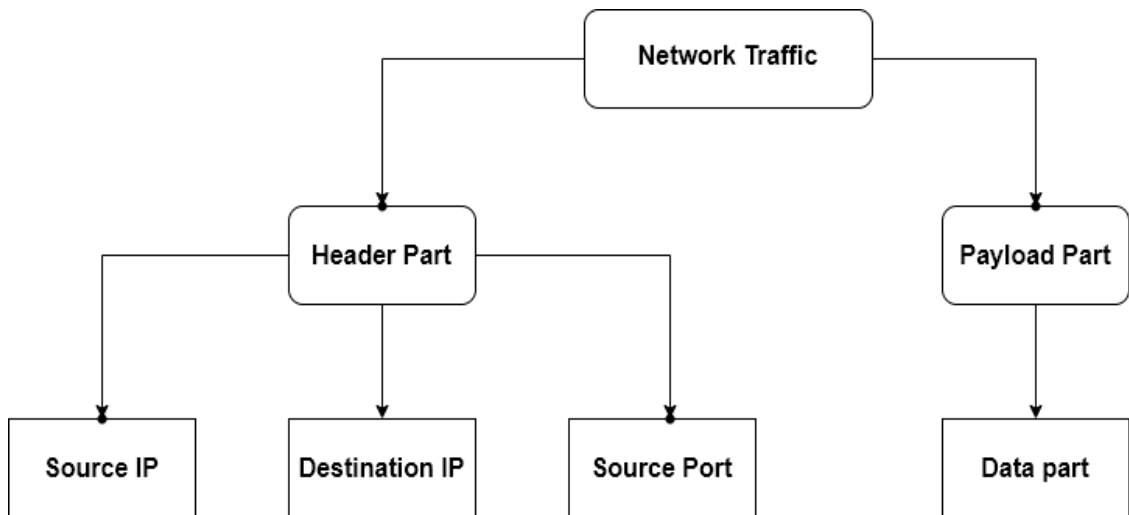 Network Traffic
Header Part
Payload Part
Source IP
Destination IP
Source Port
Data part